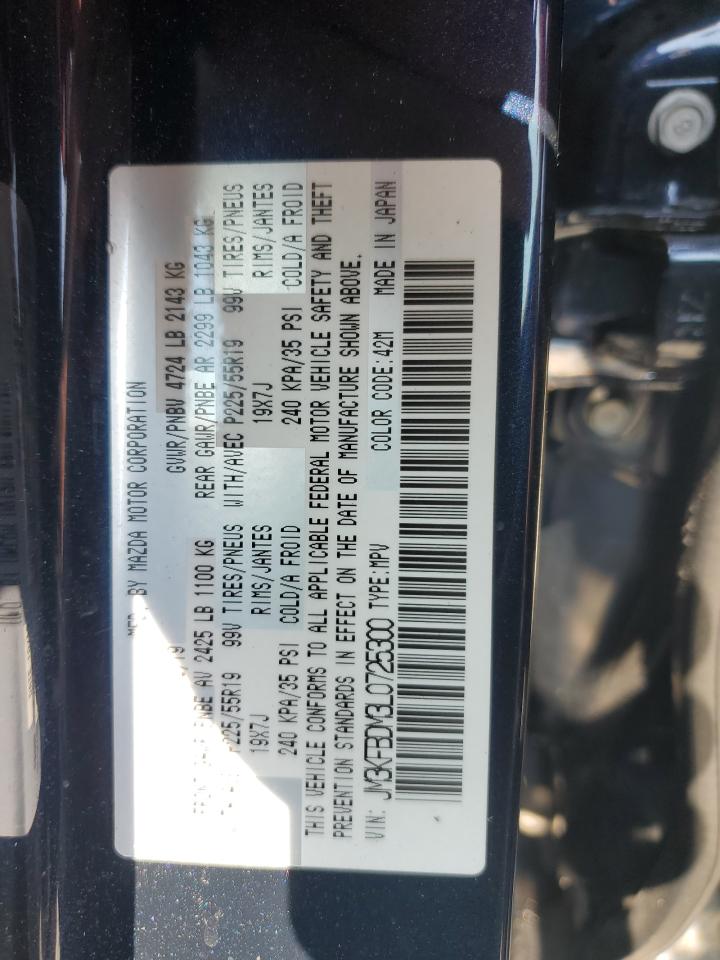 MFD. BY MAZDA MOTOR CORPORATION
GVWR/PNBV 4724 LB 2143 KG
PNBE AV 2425 LB 1100 KG REAR GAWR/PNBE AR 2299 LB 1043 KG
P225/55R19 99V TIRES/PNEUS WITH/AVEC P225/55R19 99V TIRES/PNEUS
19X7J RIMS/JANTES 19X7J RIMS/JANTES
240 KPA/35 PSI COLD/A FROID 240 KPA/35 PSI COLD/A FROID
THIS VEHICLE CONFORMS TO ALL APPLICABLE FEDERAL MOTOR VEHICLE SAFETY AND THEFT
PREVENTION STANDARDS IN EFFECT ON THE DATE OF MANUFACTURE SHOWN ABOVE.
VIN: JM3KFBDM3L0725300 TYPE:MPV COLOR CODE:42M MADE IN JAPAN